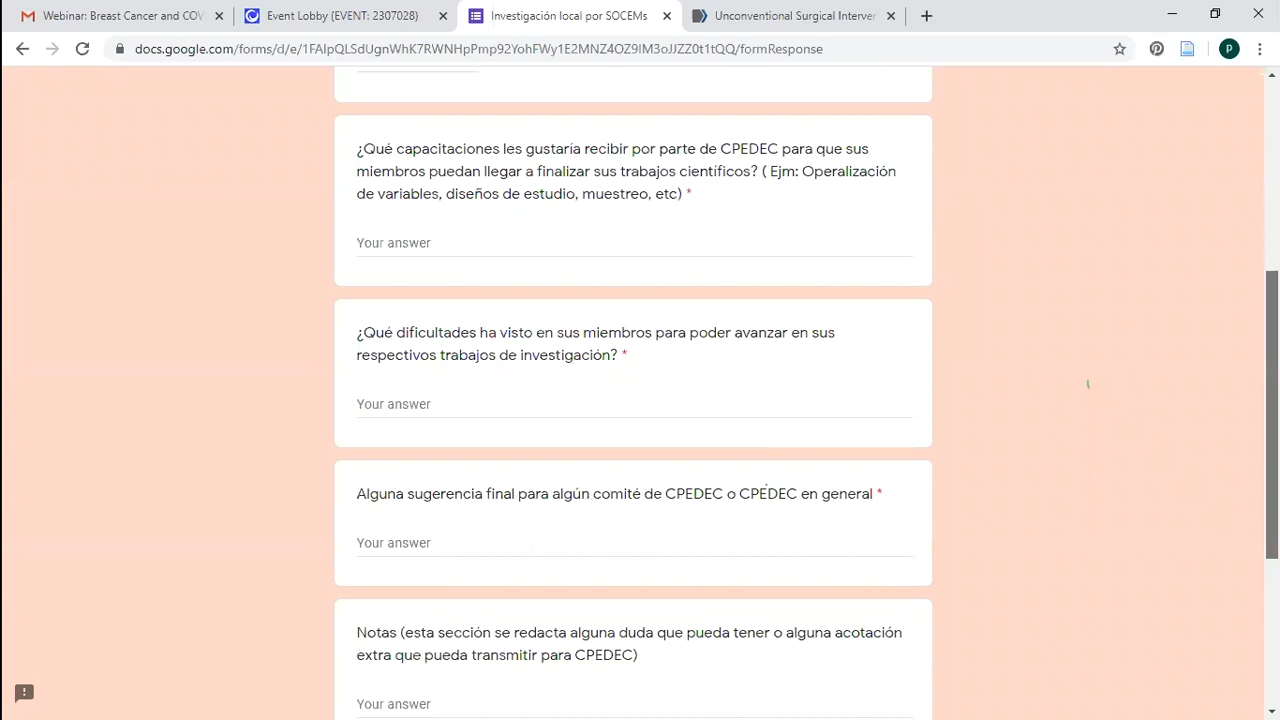 Webinar: Breast Cancer and COV
Event Lobby (EVENT: 2307028)
Investigación local por SOCEMs
Unconventional Surgical Interver
docs.google.com/forms/d/e/1FAIpQLSdUgnWhK7RWNHpPmp92YohFWy1E2MNZ4OZ9IM3oJJZZ0t1tQQ/formResponse
P
¿Qué capacitaciones les gustaría recibir por parte de CPEDEC para que sus
miembros puedan llegar a finalizar sus trabajos científicos? ( Ejm: Operalización
de variables, diseños de estudio, muestreo, etc) *
Your answer
¿Qué dificultades ha visto en sus miembros para poder avanzar en sus
respectivos trabajos de investigación? *
Your answer
Alguna sugerencia final para algún comité de CPEDEC o CPEDEC en general *
Your answer
Notas (esta sección se redacta alguna duda que pueda tener o alguna acotación
extra que pueda transmitir para CPEDEC)
Your answer